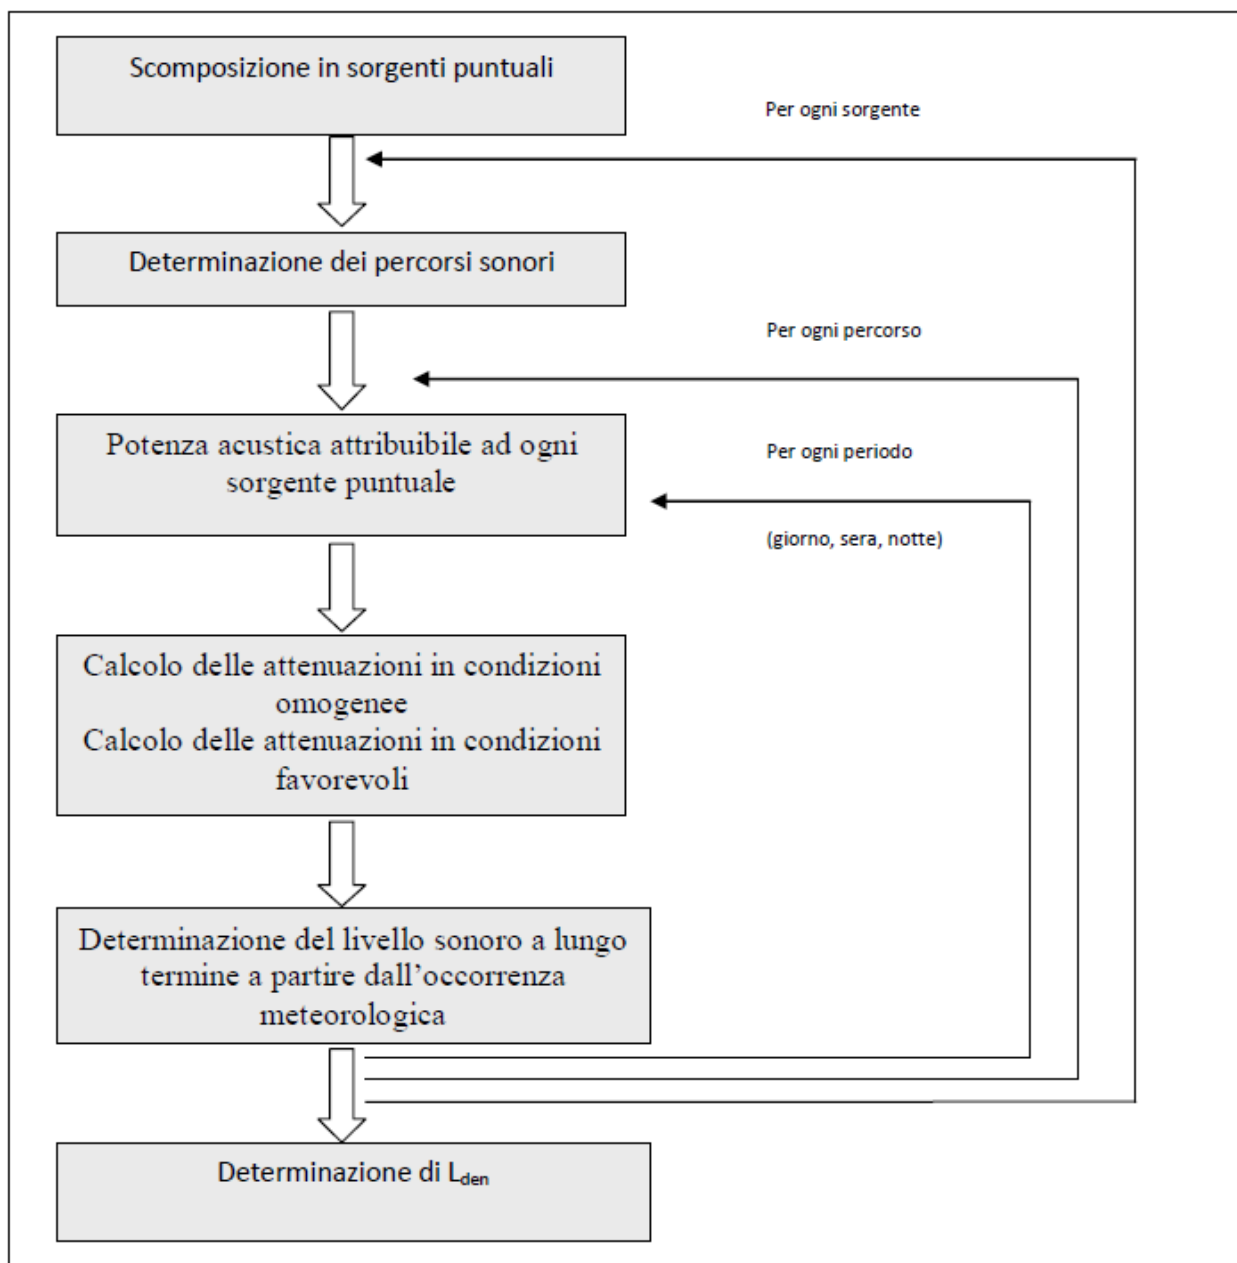 Scomposizione in sorgenti puntuali
Per ogni sorgente
Determinazione dei percorsi sonori
Per ogni percorso
Potenza acustica attribuibile ad ogni
sorgente puntuale
Per ogni periodo
(giorno, sera, notte)
Calcolo delle attenuazioni in condizioni
omogenee
Calcolo delle attenuazioni in condizioni
favorevoli
Determinazione del livello sonoro a lungo
termine a partire dall’occorrenza
meteorologica
Determinazione di Lden